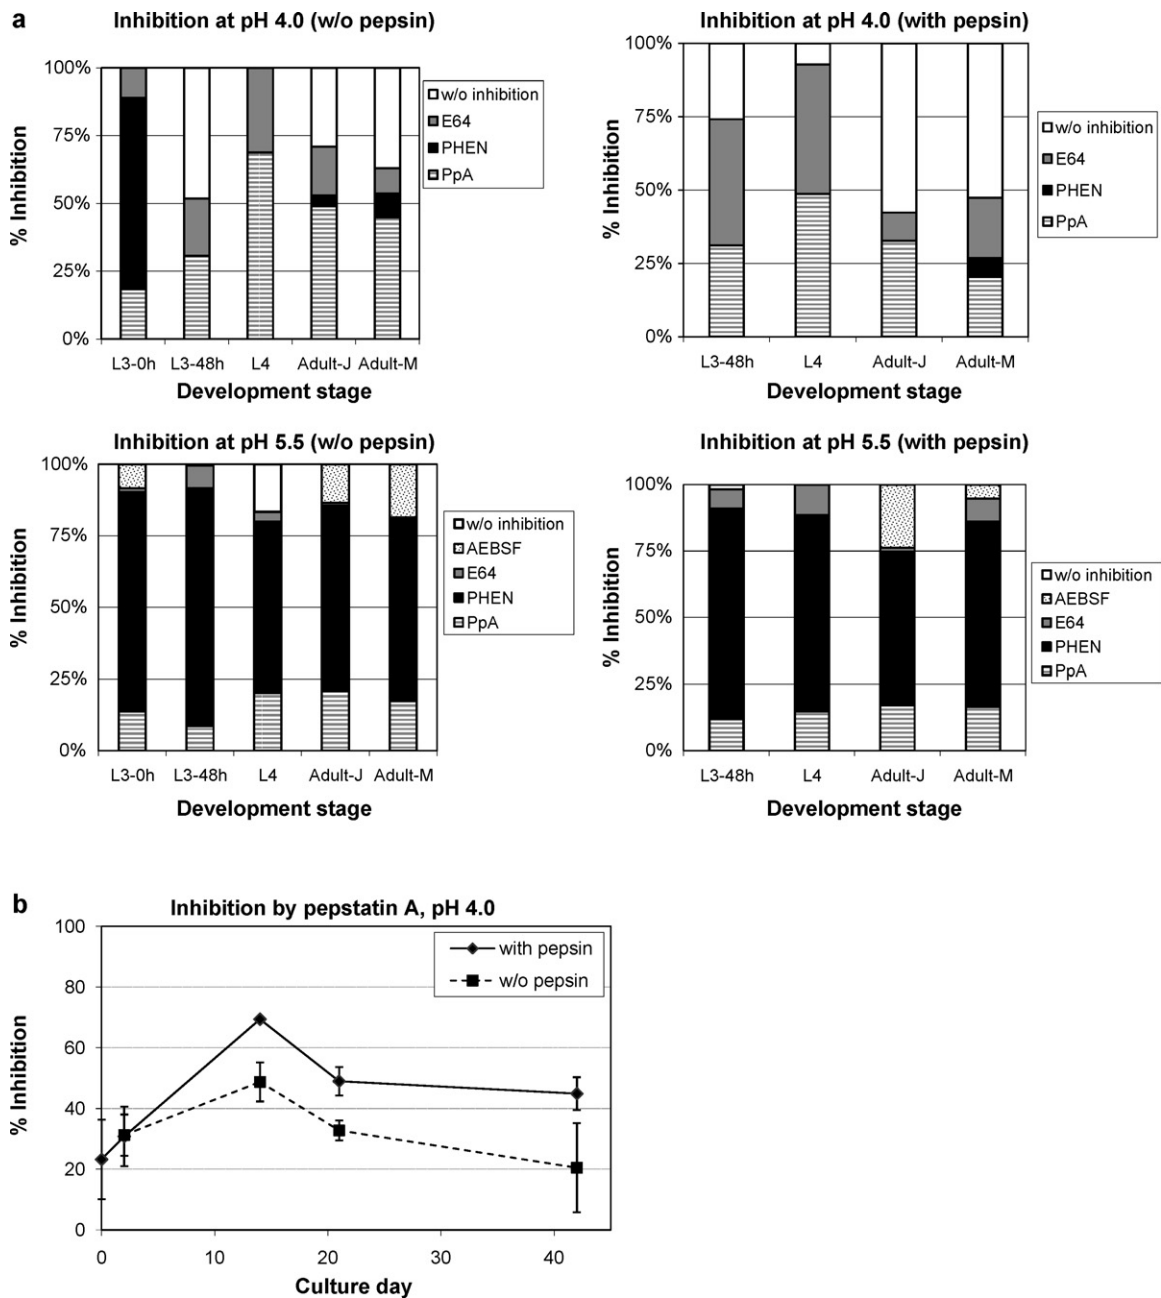 a
Inhibition at pH 4.0 (w/o pepsin)
% Inhibition
100%
75%
50%
25%
0%
L3-0h L3-48h L4 Adult-J Adult-M
Development stage
w/o inhibition
E64
PHEN
PpA
Inhibition at pH 4.0 (with pepsin)
% Inhibition
100%
75%
50%
25%
0%
L3-48h L4 Adult-J Adult-M
Development stage
w/o inhibition
E64
PHEN
PpA
Inhibition at pH 5.5 (w/o pepsin)
% Inhibition
100%
75%
50%
25%
0%
L3-0h L3-48h L4 Adult-J Adult-M
Development stage
w/o inhibition
AEBSF
E64
PHEN
PpA
Inhibition at pH 5.5 (with pepsin)
% Inhibition
100%
75%
50%
25%
0%
L3-48h L4 Adult-J Adult-M
Development stage
w/o inhibition
AEBSF
E64
PHEN
PpA
b
Inhibition by pepstatin A, pH 4.0
% Inhibition
100
80
60
40
20
0
0 10 20 30 40
Culture day
with pepsin
w/o pepsin